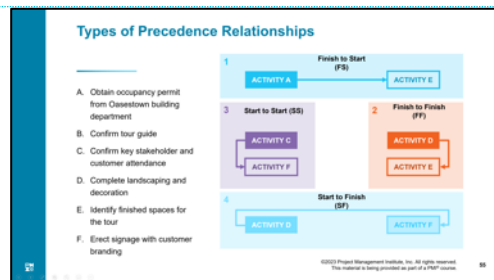 Types of Precedence Relationships
A. Obtain occupancy permit
from Oasestown building
department
B. Confirm tour guide
C. Confirm key stakeholder and
customer attendance
D. Complete landscaping and
decoration
E. Identify finished spaces for
the tour
F. Erect signage with customer
branding
1
Finish to Start
(FS)
ACTIVITY A
ACTIVITY E
3
Start to Start (SS)
ACTIVITY C
ACTIVITY F
2
Finish to Finish
(FF)
ACTIVITY D
ACTIVITY E
4
Start to Finish
(SF)
ACTIVITY D
ACTIVITY F
©2023 Project Management Institute, Inc. All rights reserved.
This material is being provided as part of a PMI® course.
55